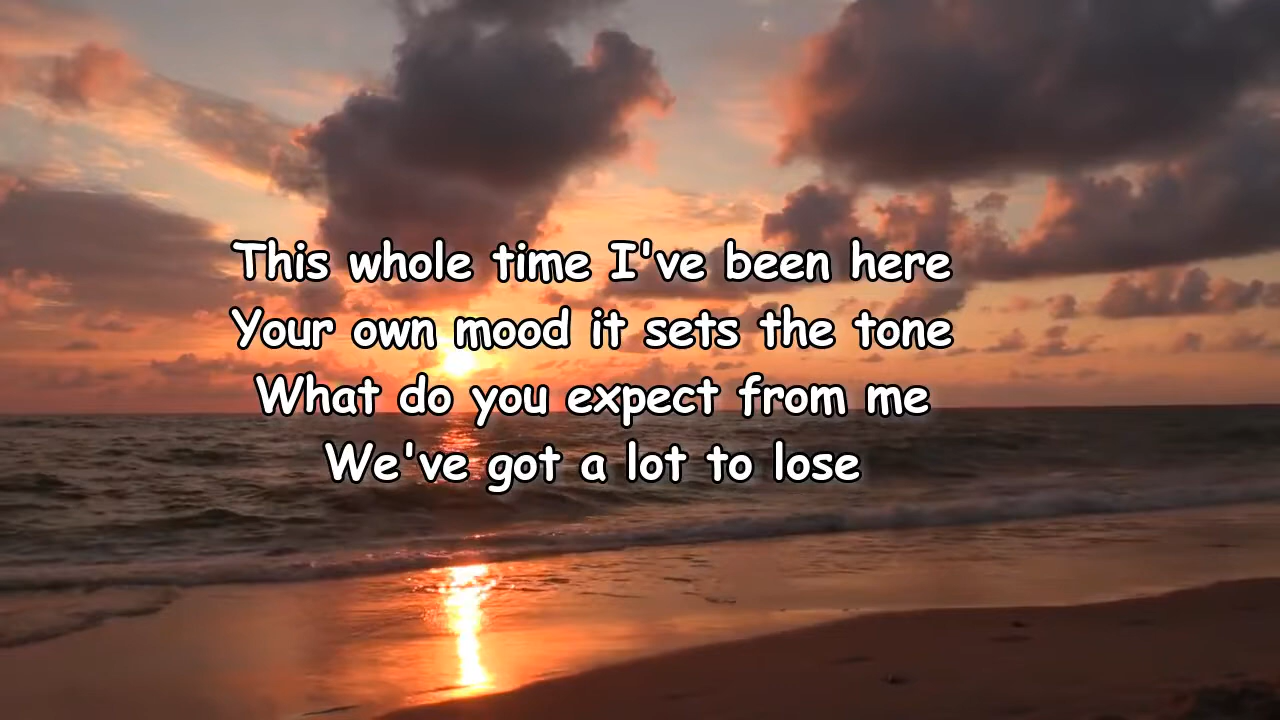 This whole time I've been here
Your own mood it sets the tone
What do you expect from me
We've got a lot to lose